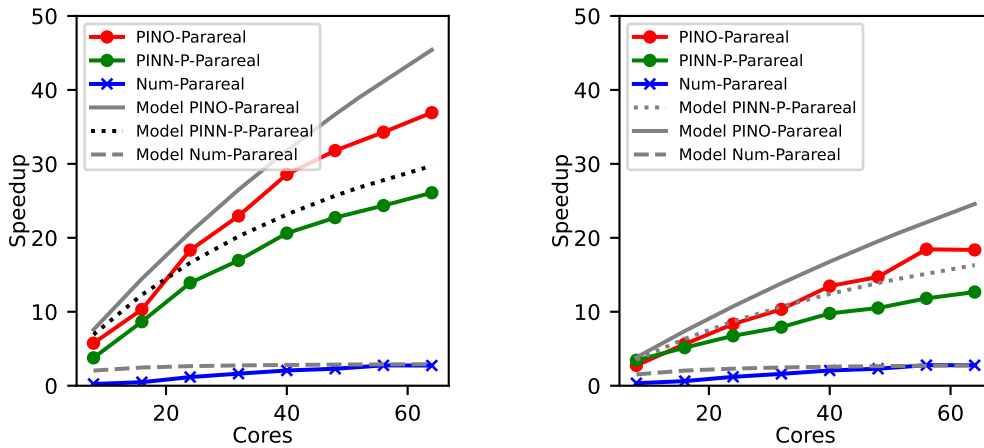 50
40
30
20
10
0
Speedup
PINO-Parareal
PINN-P-Parareal
Num-Parareal
Model PINO-Parareal
Model PINN-P-Parareal
Model Num-Parareal
20 40 60
Cores
50
40
30
20
10
0
Speedup
PINO-Parareal
PINN-P-Parareal
Num-Parareal
Model PINN-P-Parareal
Model PINO-Parareal
Model Num-Parareal
20 40 60
Cores